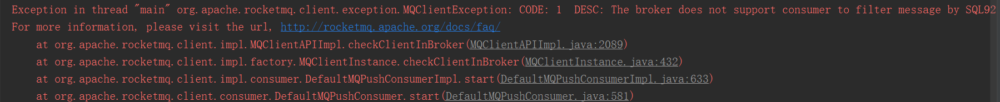 Exception in thread "main" org.apache.rocketmq.client.exception.MQClientException: CODE: 1  DESC: The broker does not support consumer to filter message by SQL92
For more information, please visit the url, http://rocketmq.apache.org/docs/faq/
    at org.apache.rocketmq.client.impl.MQClientAPIImpl.checkClientInBroker(MQClientAPIImpl.java:2089)
    at org.apache.rocketmq.client.impl.factory.MQClientInstance.checkClientInBroker(MQClientInstance.java:432)
    at org.apache.rocketmq.client.impl.consumer.DefaultMQPushConsumerImpl.start(DefaultMQPushConsumerImpl.java:633)
    at org.apache.rocketmq.client.consumer.DefaultMQPushConsumer.start(DefaultMQPushConsumer.java:581)